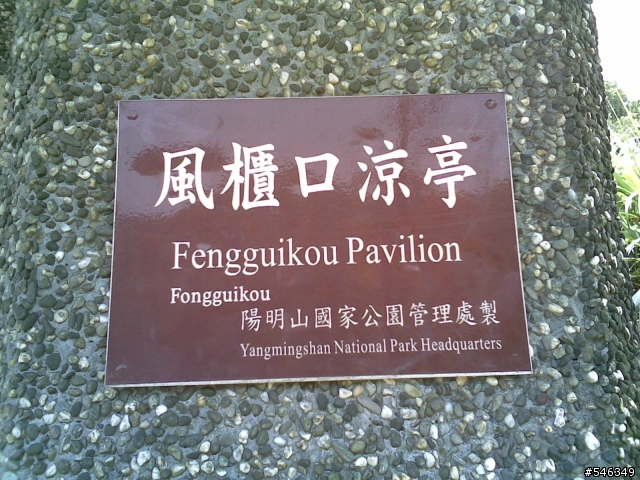 風櫃口涼亭
Fengguikou Pavilion
Fongguikou
陽明山國家公園管理處製
Yangmingshan National Park Headquarters
#546349